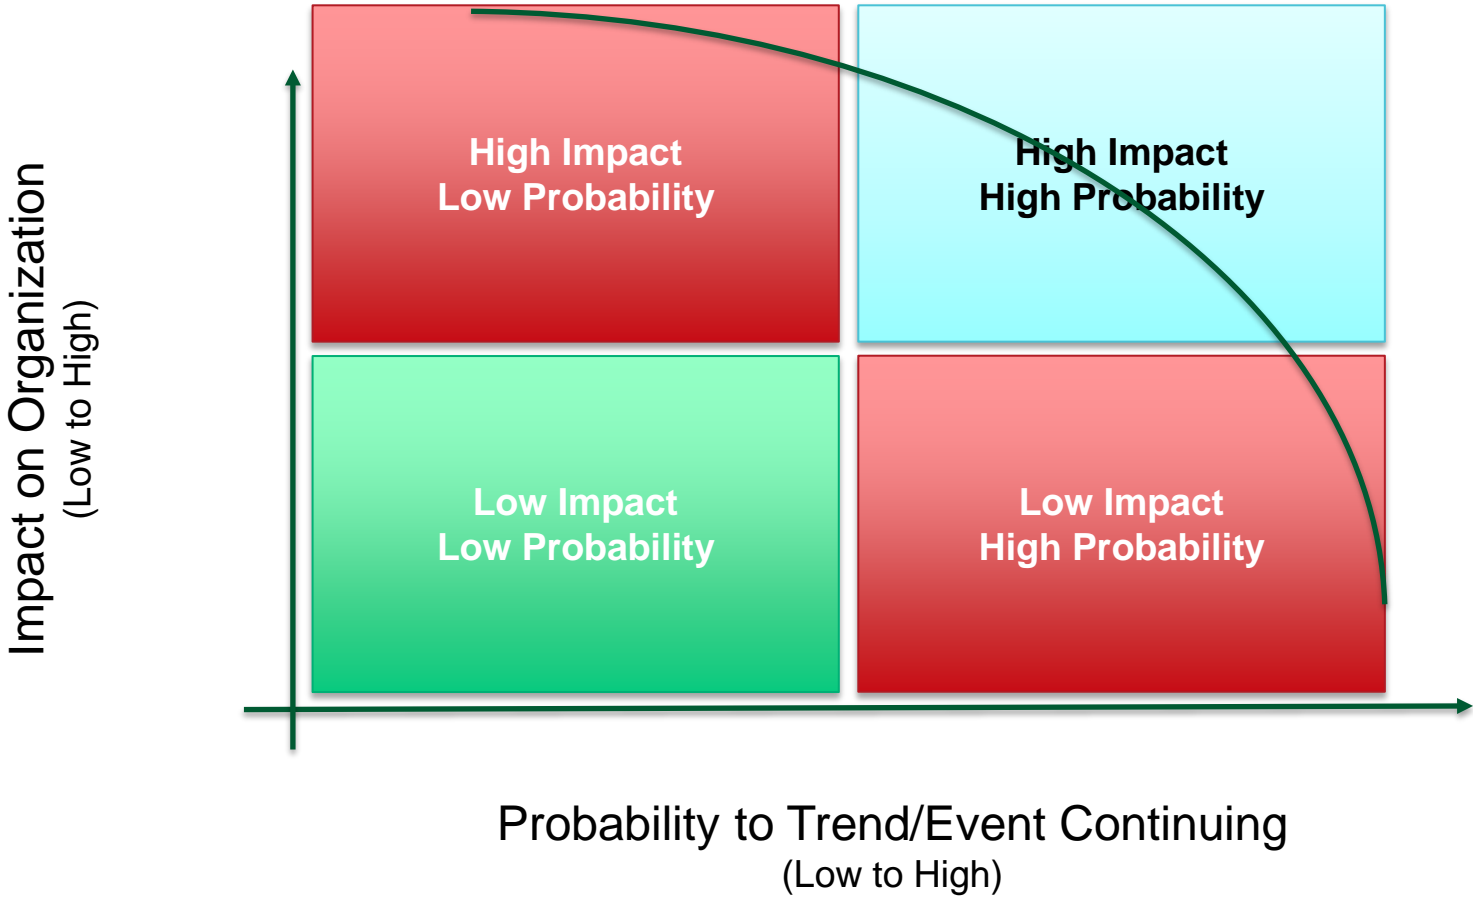 Impact on Organization
(Low to High)
High Impact
Low Probability
High Impact
High Probability
Low Impact
Low Probability
Low Impact
High Probability
Probability to Trend/Event Continuing
(Low to High)